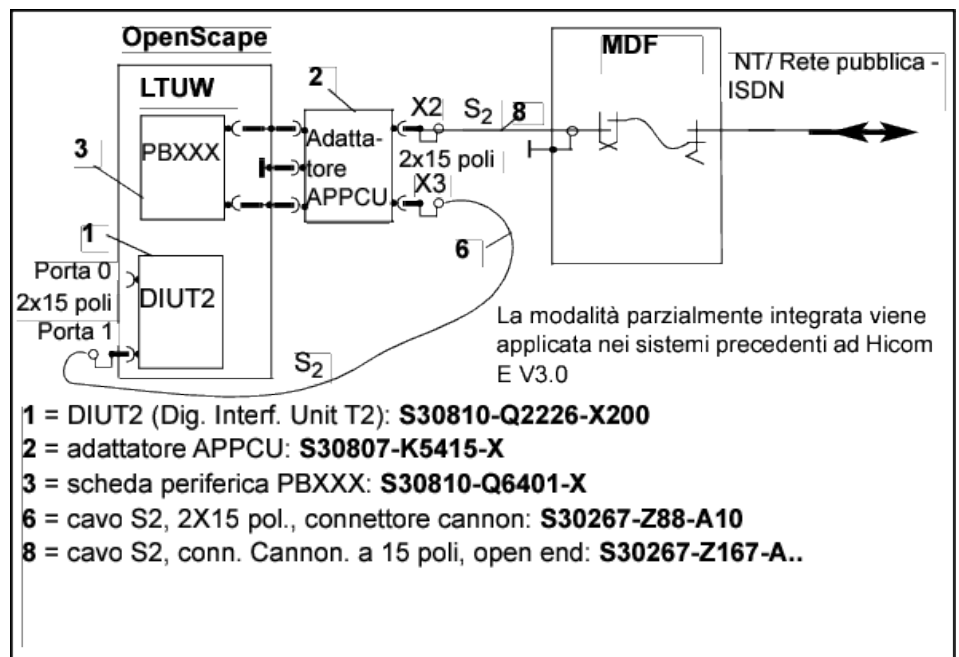 OpenScape
LTUW
PBXXX
3
2
Adatta-
tore
APPCU
X2
S2
8
2x15 poli
X3
6
MDF
NT/ Rete pubblica -
ISDN
1
Porta 0
2x15 poli
Porta 1
DIUT2
S2
La modalità parzialmente integrata viene
applicata nei sistemi precedenti ad Hicom
E V3.0
1 = DIUT2 (Dig. Interf. Unit T2): S30810-Q2226-X200
2 = adattatore APPCU: S30807-K5415-X
3 = scheda periferica PBXXX: S30810-Q6401-X
6 = cavo S2, 2X15 pol., connettore cannon: S30267-Z88-A10
8 = cavo S2, conn. Cannon. a 15 poli, open end: S30267-Z167-A..